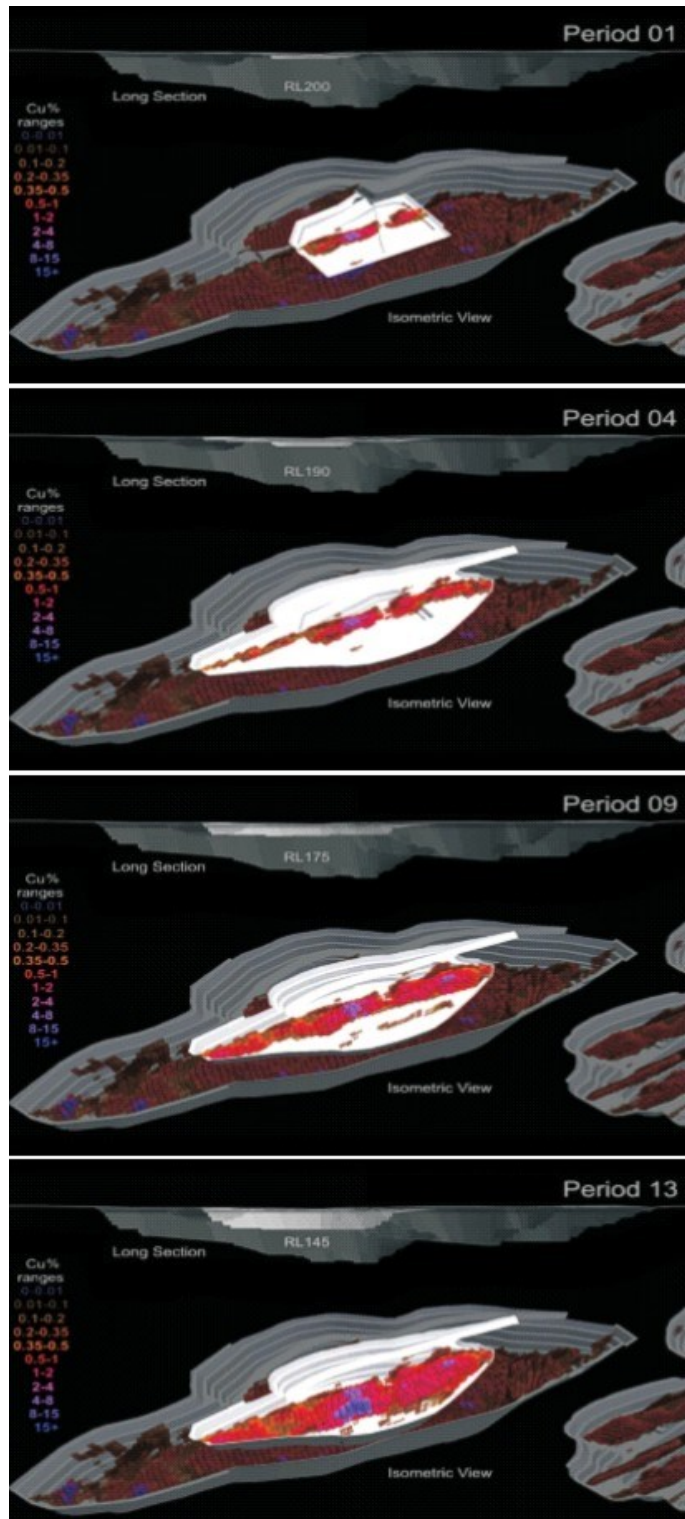 Period 01
Long Section
RL200
Cu%
ranges
0-0.01
0.01-0.1
0.1-0.2
0.2-0.35
0.35-0.5
0.5-1
1-2
2-4
4-8
8-15
15+
Isometric View
Period 04
Long Section
RL190
Cu%
ranges
0-0.01
0.01-0.1
0.1-0.2
0.2-0.35
0.35-0.5
0.5-1
1-2
2-4
4-8
8-15
15+
Isometric View
Period 09
Long Section
RL175
Cu%
ranges
0-0.01
0.01-0.1
0.1-0.2
0.2-0.35
0.35-0.5
0.5-1
1-2
2-4
4-8
8-15
15+
Isometric View
Period 13
Long Section
RL145
Cu%
ranges
0-0.01
0.01-0.1
0.1-0.2
0.2-0.35
0.35-0.5
0.5-1
1-2
2-4
4-8
8-15
15+
Isometric View